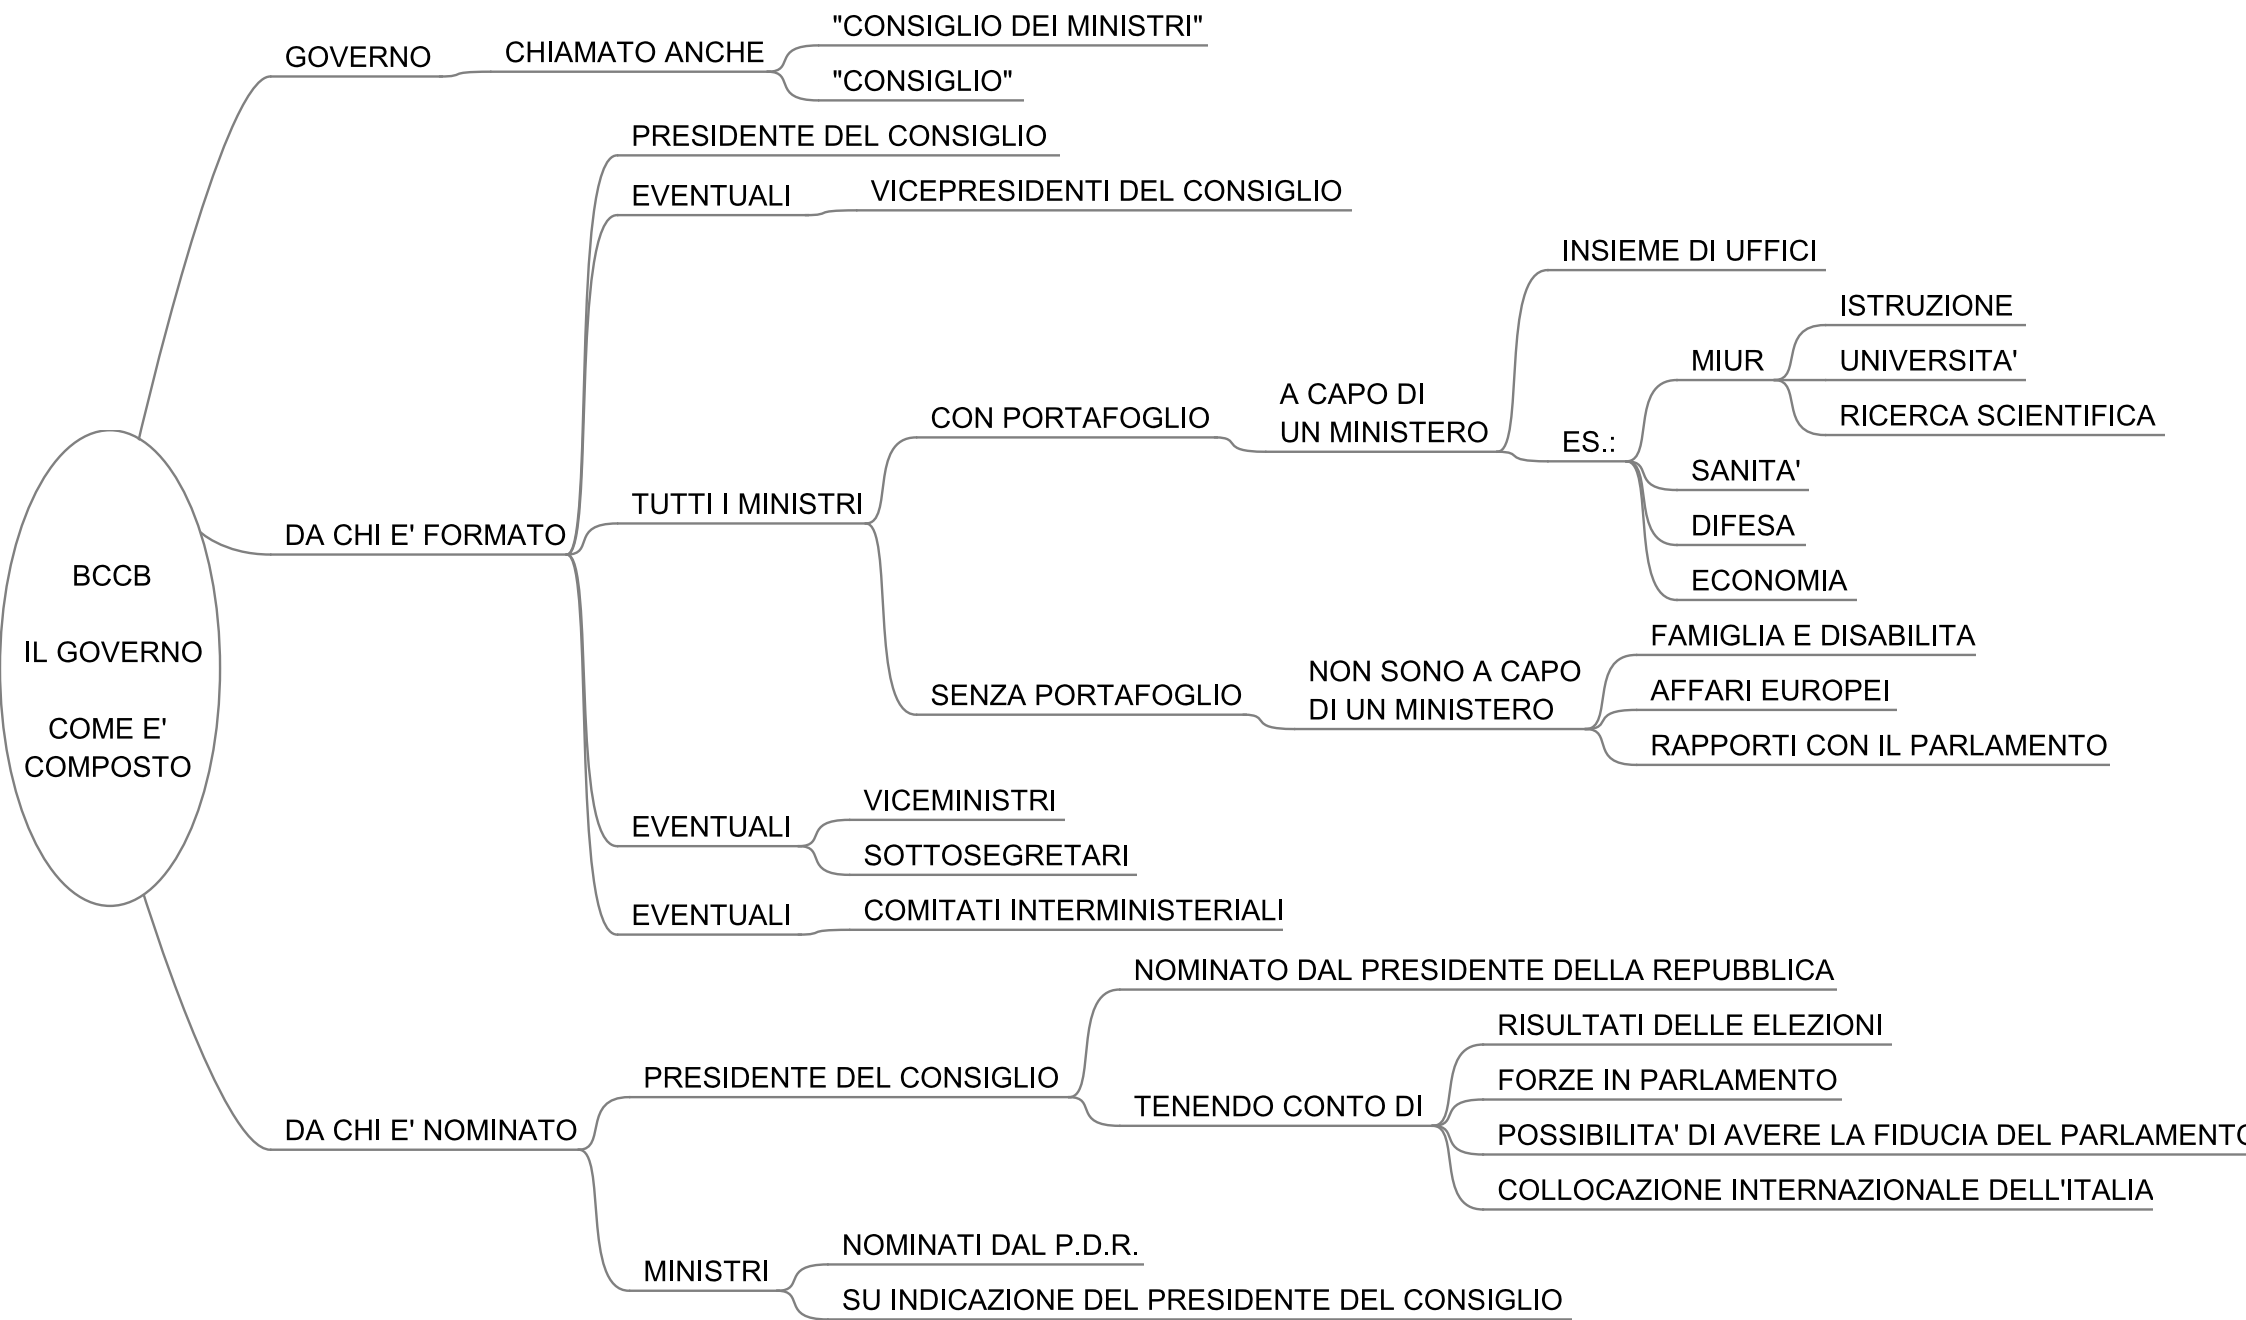 "CONSIGLIO DEI MINISTRI"
GOVERNO
CHIAMATO ANCHE
"CONSIGLIO"
PRESIDENTE DEL CONSIGLIO
EVENTUALI
VICEPRESIDENTI DEL CONSIGLIO
INSIEME DI UFFICI
ISTRUZIONE
MIUR
UNIVERSITA'
RICERCA SCIENTIFICA
CON PORTAFOGLIO
A CAPO DI
UN MINISTERO
ES.:
SANITA'
TUTTI I MINISTRI
DIFESA
DA CHI E' FORMATO
ECONOMIA
BCCB
IL GOVERNO
COME E'
COMPOSTO
FAMIGLIA E DISABILITA
SENZA PORTAFOGLIO
NON SONO A CAPO
DI UN MINISTERO
AFFARI EUROPEI
RAPPORTI CON IL PARLAMENTO
VICEMINISTRI
EVENTUALI
SOTTOSEGRETARI
EVENTUALI
COMITATI INTERMINISTERIALI
NOMINATO DAL PRESIDENTE DELLA REPUBBLICA
RISULTATI DELLE ELEZIONI
PRESIDENTE DEL CONSIGLIO
FORZE IN PARLAMENTO
TENENDO CONTO DI
DA CHI E' NOMINATO
POSSIBILITA' DI AVERE LA FIDUCIA DEL PARLAMENTO
COLLOCAZIONE INTERNAZIONALE DELL'ITALIA
NOMINATI DAL P.D.R.
MINISTRI
SU INDICAZIONE DEL PRESIDENTE DEL CONSIGLIO